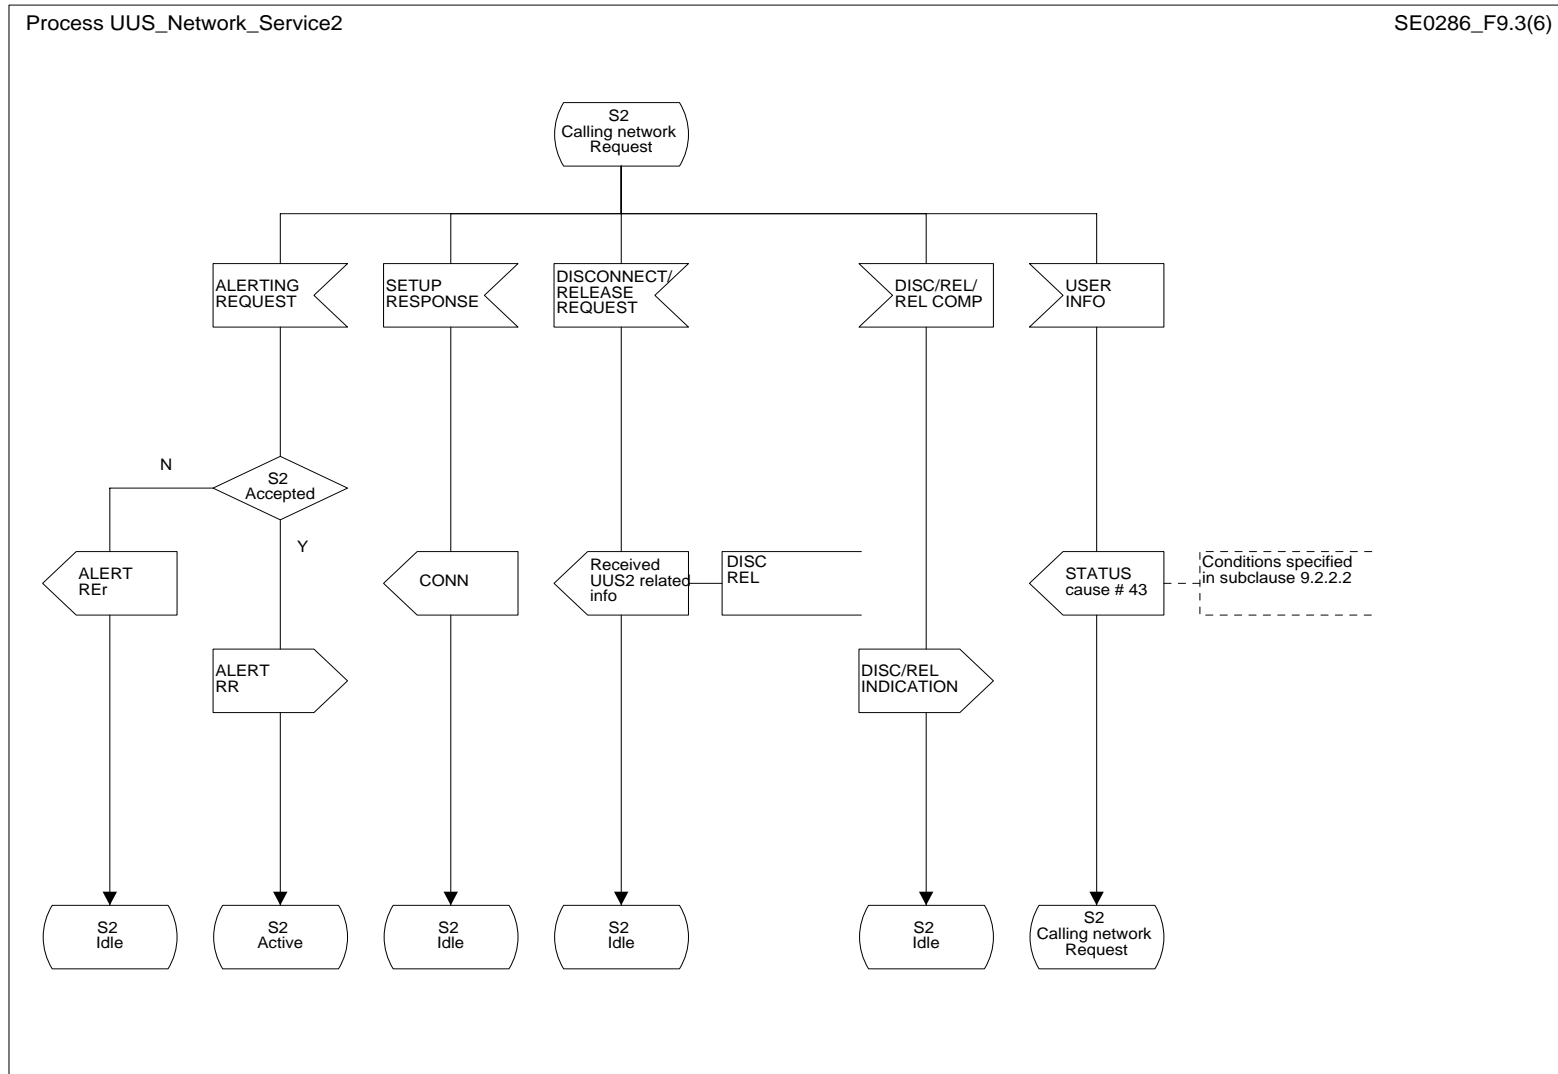 Process UUS_Network_Service2
SE0286_F9.3(6)
S2
Calling network
Request
ALERTING
REQUEST
SETUP
RESPONSE
DISCONNECT/
RELEASE
REQUEST
DISC/REL/
REL COMP
USER
INFO
N
S2
Accepted
Y
ALERT
REr
CONN
Received
UUS2 related
info
DISC
REL
STATUS
cause # 43
Conditions specified
in subclause 9.2.2.2
ALERT
RR
DISC/REL
INDICATION
S2
Idle
S2
Active
S2
Idle
S2
Idle
S2
Idle
S2
Calling network
Request